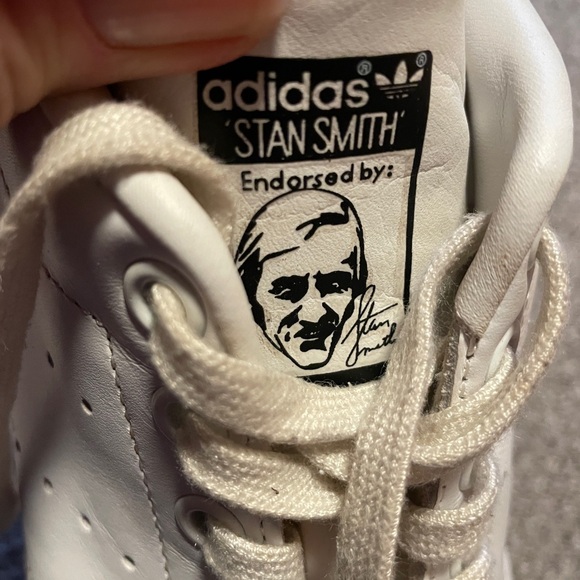 adidas®
®
'STAN SMITH'
Endorsed by:
Stan Smith